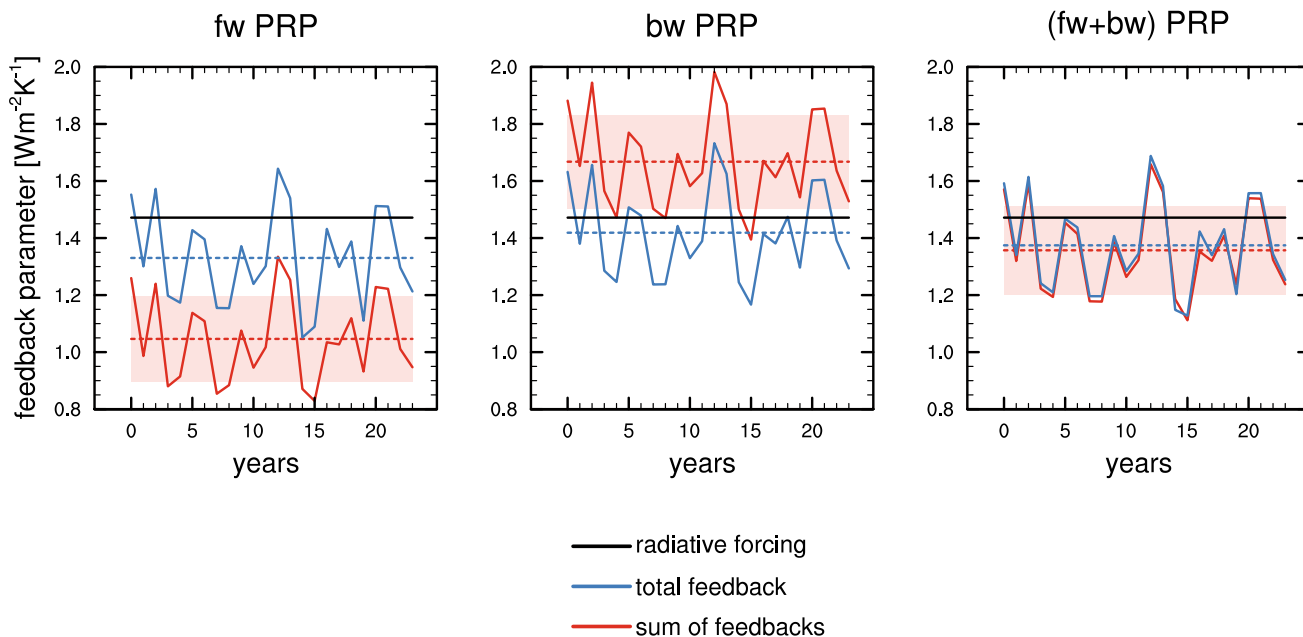 fw PRP
bw PRP
(fw+bw) PRP
feedback parameter [Wm⁻²K⁻¹]
2.0
1.8
1.6
1.4
1.2
1.0
0.8
0 5 10 15 20
years
2.0
1.8
1.6
1.4
1.2
1.0
0.8
0 5 10 15 20
years
2.0
1.8
1.6
1.4
1.2
1.0
0.8
0 5 10 15 20
years
radiative forcing
total feedback
sum of feedbacks